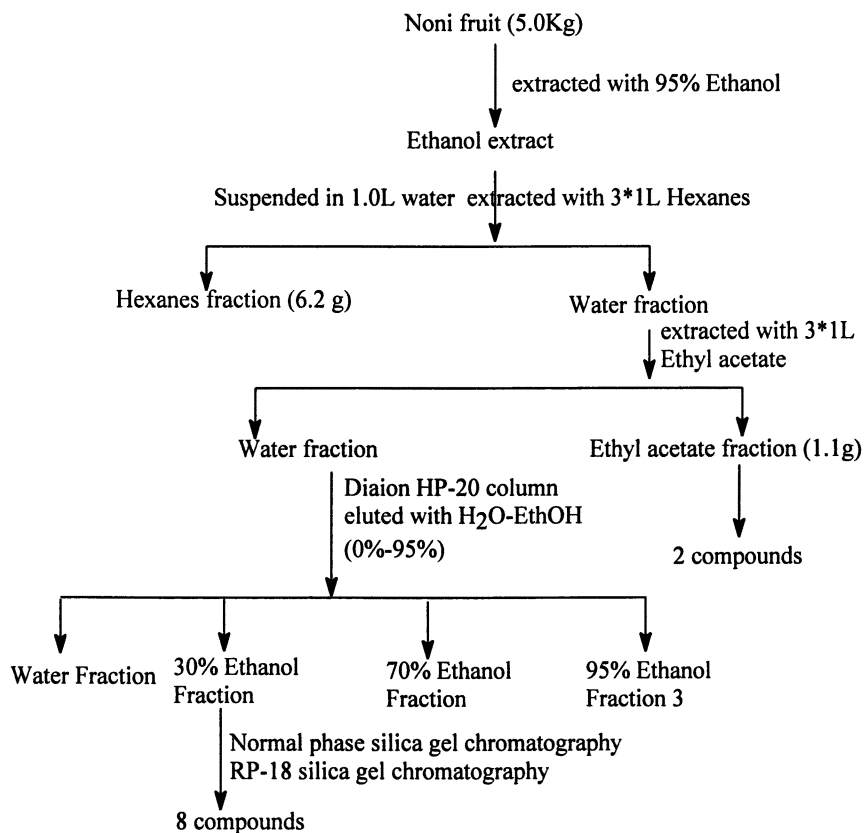 Noni fruit (5.0Kg)
extracted with 95% Ethanol
Ethanol extract
Suspended in 1.0L water extracted with 3*1L Hexanes
Hexanes fraction (6.2 g)
Water fraction
extracted with 3*1L
Ethyl acetate
Water fraction
Ethyl acetate fraction (1.1g)
Diaion HP-20 column
eluted with H2O-EthOH
(0%-95%)
2 compounds
Water Fraction
30% Ethanol
Fraction
70% Ethanol
Fraction
95% Ethanol
Fraction 3
Normal phase silica gel chromatography
RP-18 silica gel chromatography
8 compounds